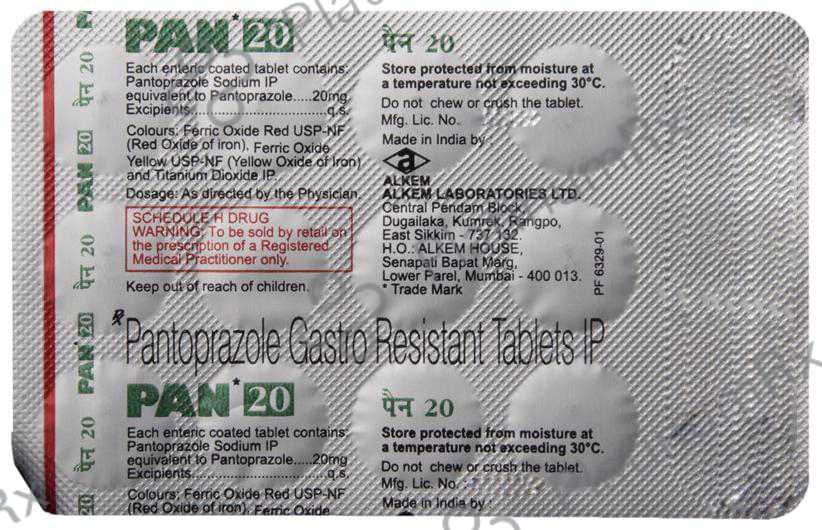 PAN* 20
Each enteric coated tablet contains:
Pantoprazole Sodium IP
equivalent to Pantoprazole.....20mg
Excipients.............................q.s.
Colours: Ferric Oxide Red USP-NF
(Red Oxide of iron), Ferric Oxide
Yellow USP-NF (Yellow Oxide of Iron)
and Titanium Dioxide IP.
Dosage: As directed by the Physician.
SCHEDULE H DRUG
WARNING: To be sold by retail on
the prescription of a Registered
Medical Practitioner only.
Keep out of reach of children.
पैन 20
Store protected from moisture at
a temperature not exceeding 30°C.
Do not chew or crush the tablet.
Mfg. Lic. No.
Made in India by :
a
ALKEM
ALKEM LABORATORIES LTD.
Central Pendam Block,
Dugailaka, Kumrek, Rangpo,
East Sikkim - 737 132.
H.O.: ALKEM HOUSE,
Senapati Bapat Marg,
Lower Parel, Mumbai - 400 013.
* Trade Mark
PF 6329-01
Rx Pantoprazole Gastro Resistant Tablets IP
PAN* 20
Each enteric coated tablet contains:
Pantoprazole Sodium IP
equivalent to Pantoprazole.....20mg
Excipients.............................q.s.
Colours: Ferric Oxide Red USP-NF
(Red Oxide of iron), Ferric Oxide
पैन 20
Store protected from moisture at
a temperature not exceeding 30°C.
Do not chew or crush the tablet.
Mfg. Lic. No. :
Made in India by :
पैन 20
PAN* 20
पैन 20
PAN* 20
पैन 20
20